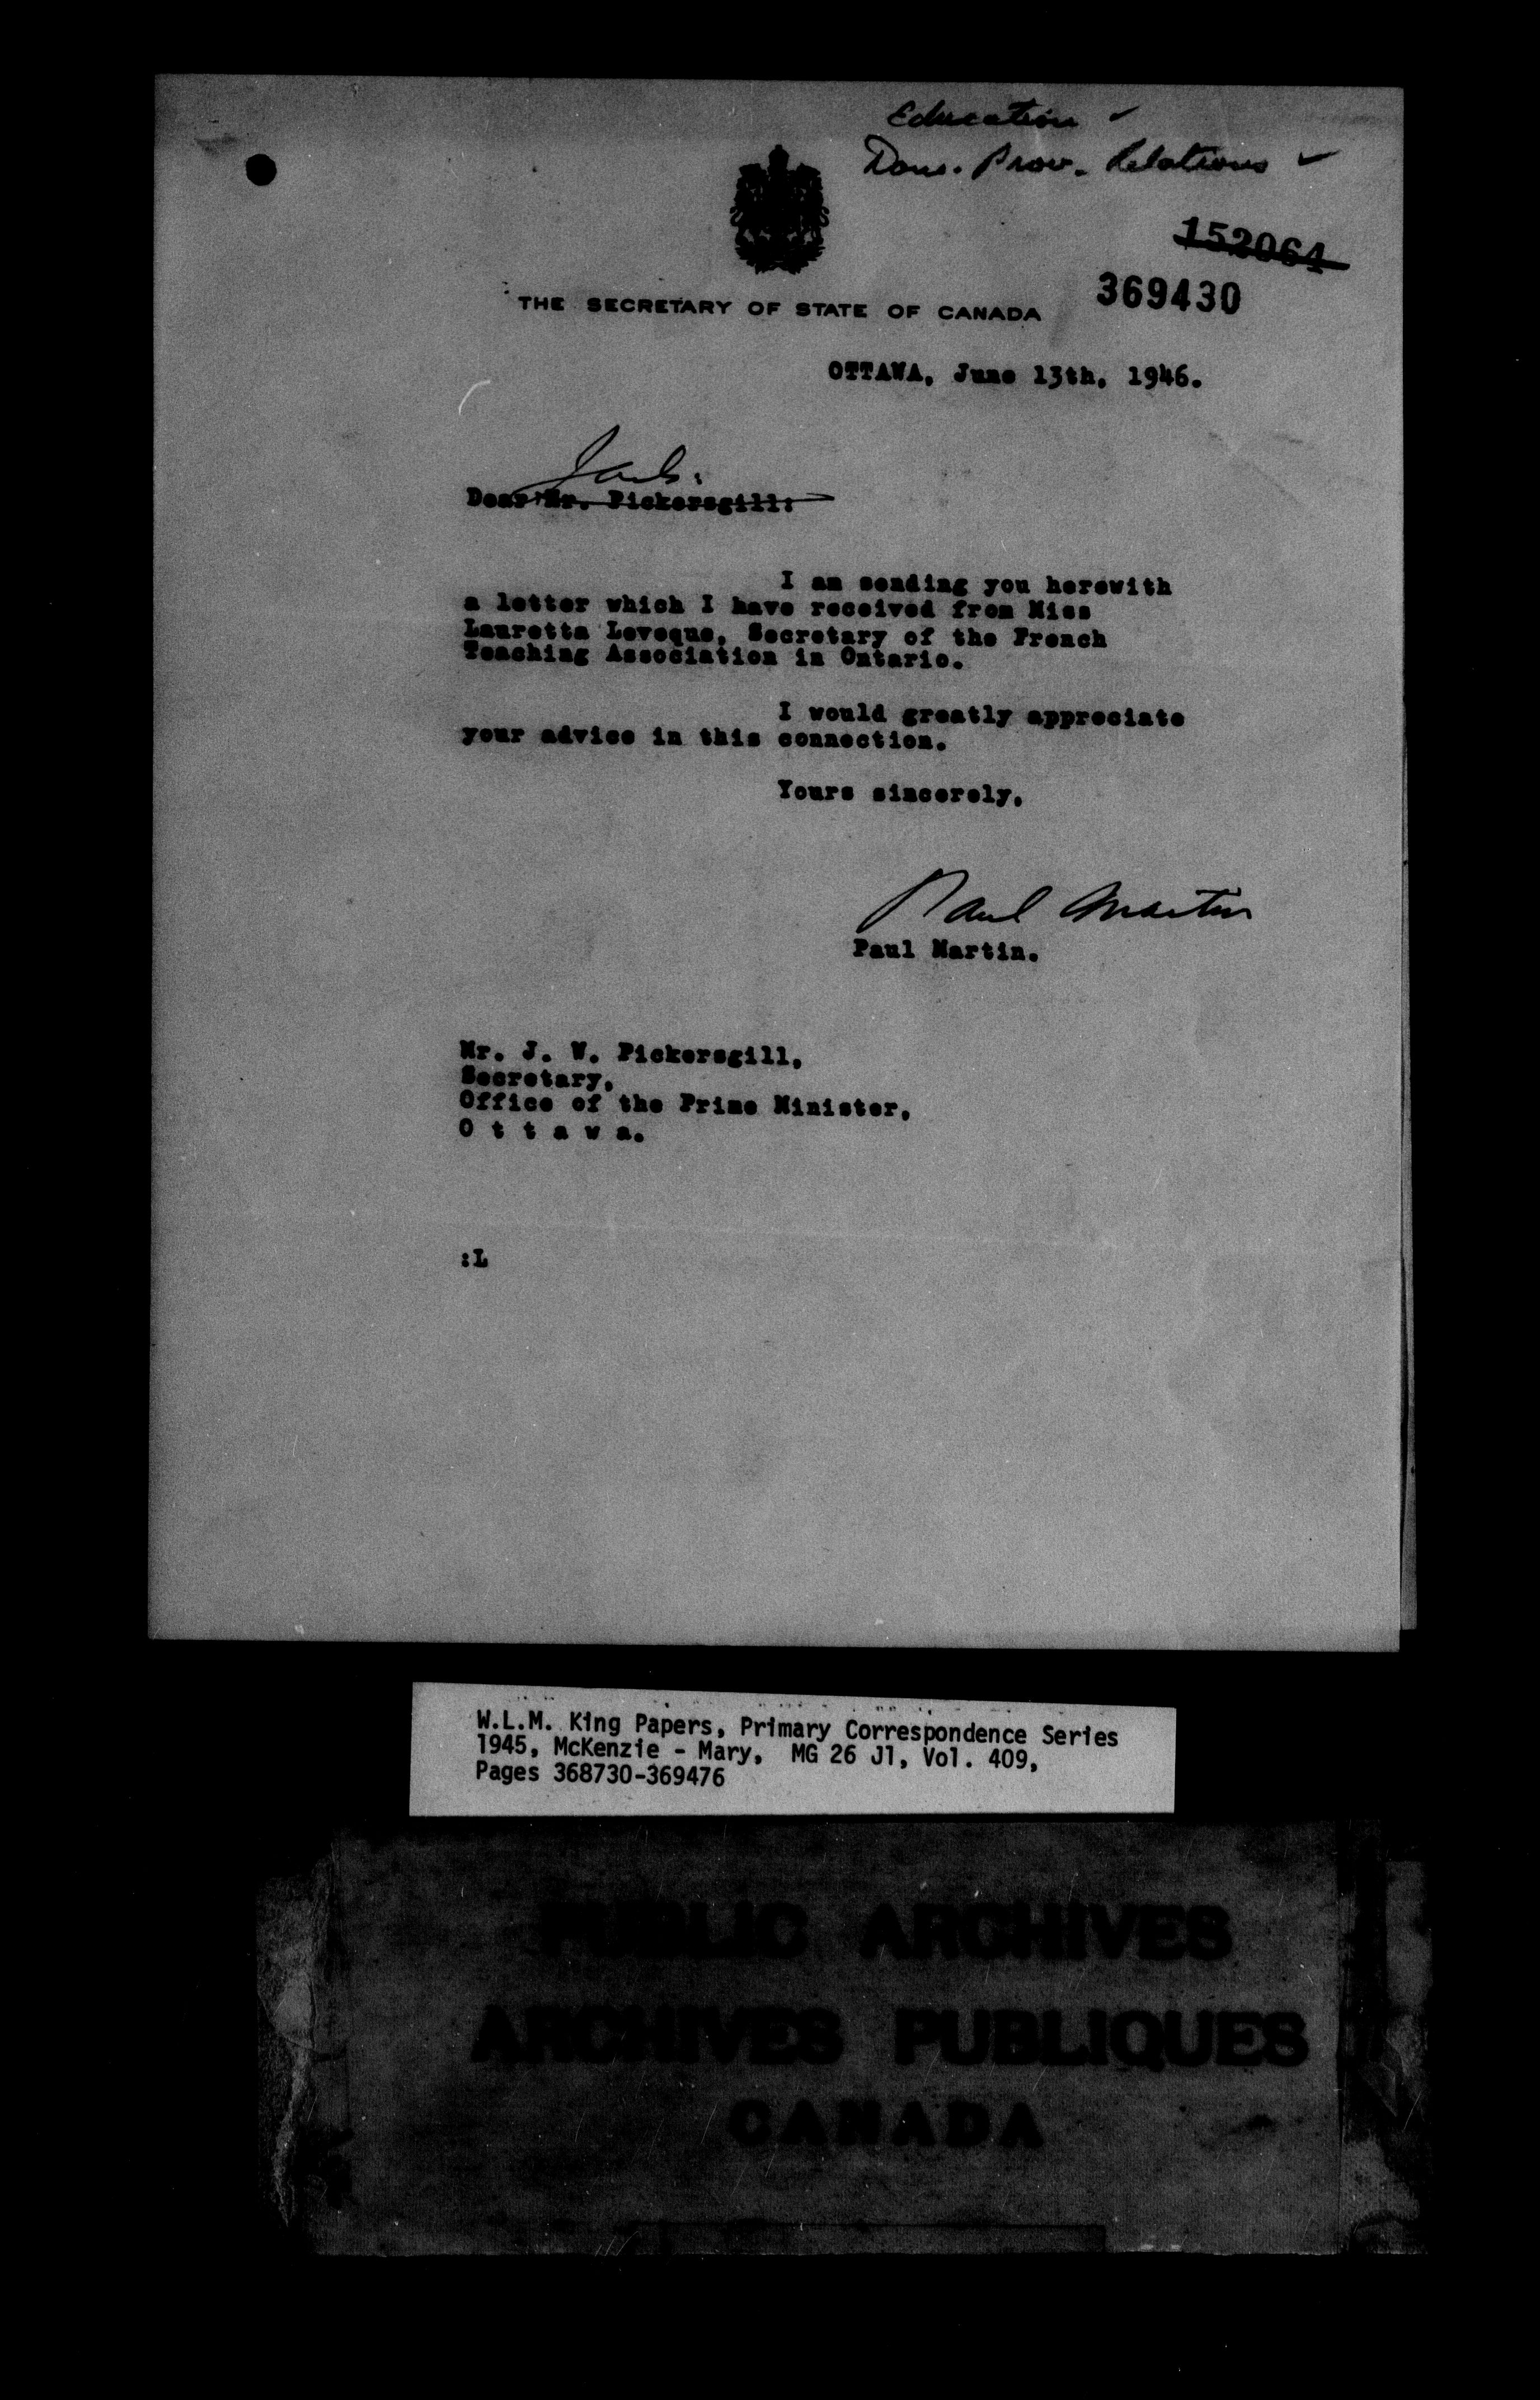 Education ✓
Dom. Prov. Relations ✓
152064
369430
THE SECRETARY OF STATE OF CANADA
OTTAWA, June 13th, 1946.
Jack:
Dear Mr. Pickersgill:
I am sending you herewith
a letter which I have received from Miss
Lauretta Leveque, Secretary of the French
Teaching Association in Ontario.
I would greatly appreciate
your advice in this connection.
Yours sincerely,
Paul Martin
Paul Martin.
Mr. J. W. Pickersgill,
Secretary,
Office of the Prime Minister,
O t t a w a.
:L
W.L.M. King Papers, Primary Correspondence Series
1945, McKenzie - Mary, MG 26 J1, Vol. 409,
Pages 368730-369476
PUBLIC ARCHIVES
ARCHIVES PUBLIQUES
CANADA